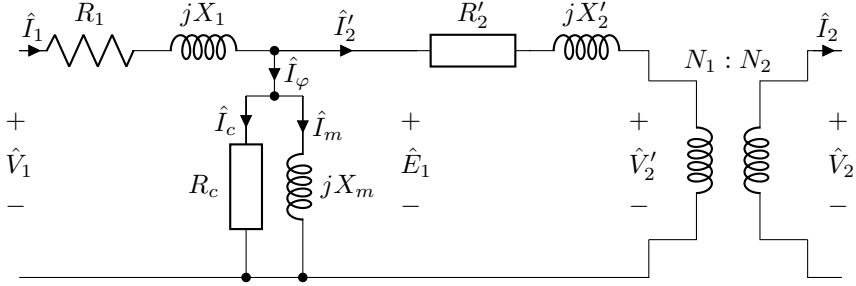 Î₁ R₁ jX₁ Î′₂ R′₂ jX′₂ N₁ : N₂ Î₂
Îφ
Îc Îm
+ + + +
V̂₁ Rc jXm Ê₁ V̂′₂ V̂₂
− − − −